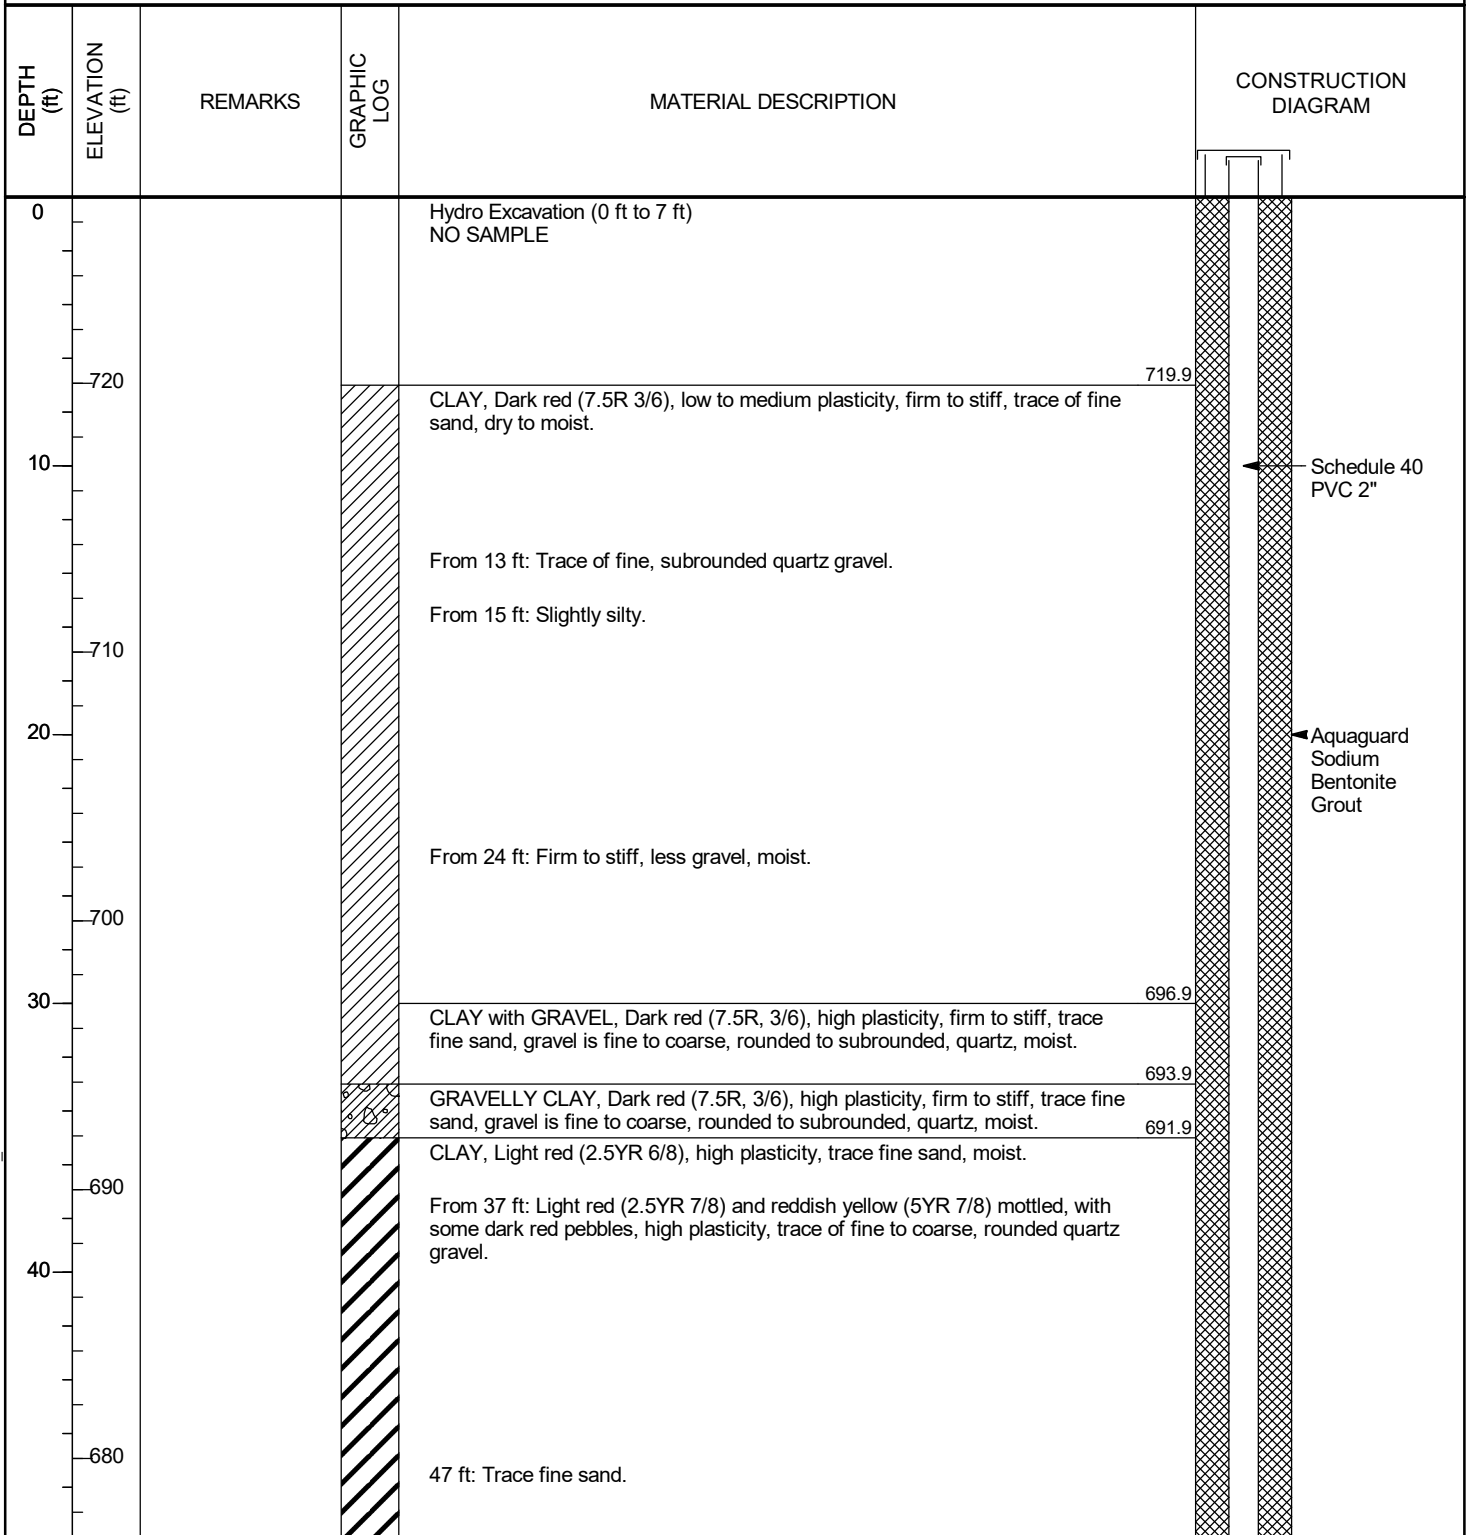 DEPTH
(ft)
ELEVATION
(ft)
REMARKS
GRAPHIC
LOG
MATERIAL DESCRIPTION
CONSTRUCTION
DIAGRAM
0
Hydro Excavation (0 ft to 7 ft)
NO SAMPLE
720
719.9
CLAY, Dark red (7.5R 3/6), low to medium plasticity, firm to stiff, trace of fine
sand, dry to moist.
10
Schedule 40
PVC 2"
From 13 ft: Trace of fine, subrounded quartz gravel.
From 15 ft: Slightly silty.
710
20
Aquaguard
Sodium
Bentonite
Grout
From 24 ft: Firm to stiff, less gravel, moist.
700
30
696.9
CLAY with GRAVEL, Dark red (7.5R, 3/6), high plasticity, firm to stiff, trace
fine sand, gravel is fine to coarse, rounded to subrounded, quartz, moist.
693.9
GRAVELLY CLAY, Dark red (7.5R, 3/6), high plasticity, firm to stiff, trace fine
sand, gravel is fine to coarse, rounded to subrounded, quartz, moist.
691.9
CLAY, Light red (2.5YR 6/8), high plasticity, trace fine sand, moist.
690
From 37 ft: Light red (2.5YR 7/8) and reddish yellow (5YR 7/8) mottled, with
some dark red pebbles, high plasticity, trace of fine to coarse, rounded quartz
gravel.
40
680
47 ft: Trace fine sand.